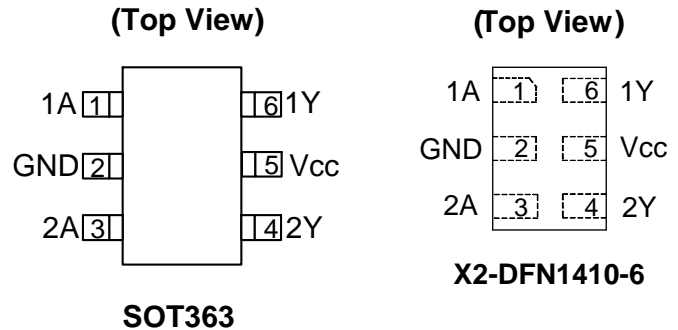 (Top View)
1A 1 6 1Y
GND 2 5 Vcc
2A 3 4 2Y
SOT363
(Top View)
1A 1 6 1Y
GND 2 5 Vcc
2A 3 4 2Y
X2-DFN1410-6